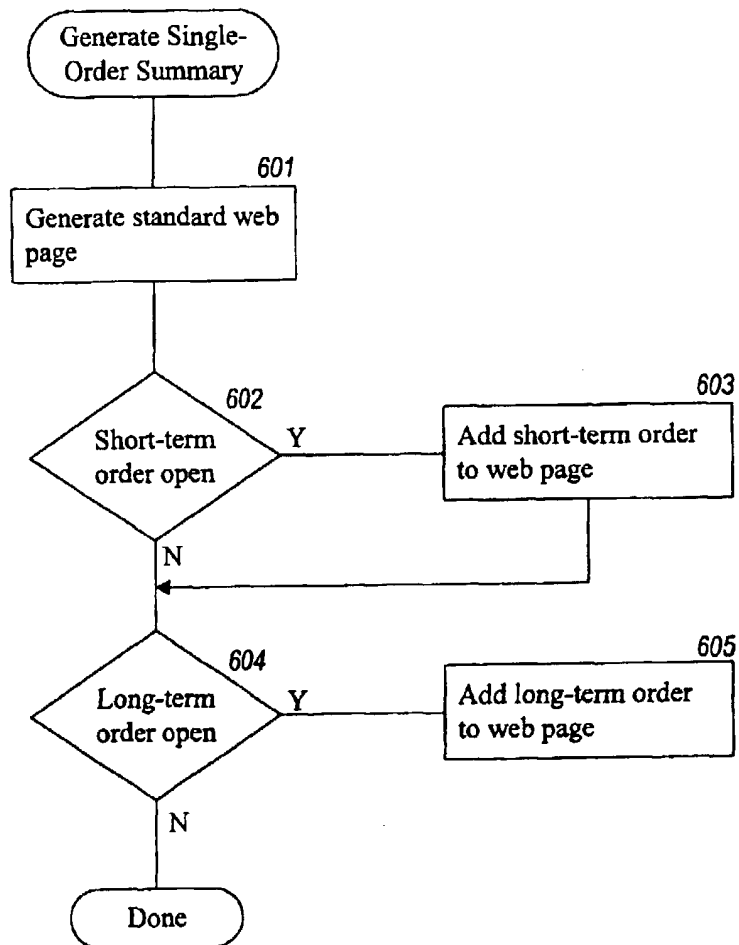 Generate Single-
Order Summary
601
Generate standard web
page
602
Short-term
order open
Y
603
Add short-term order
to web page
N
604
Long-term
order open
Y
605
Add long-term order
to web page
N
Done